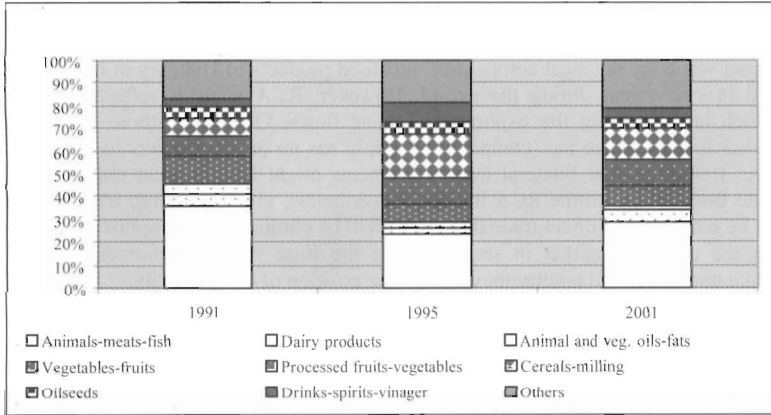 100%
90%
80%
70%
60%
50%
40%
30%
20%
10%
0%
1991 1995 2001
Animals-meats-fish Dairy products Animal and veg. oils-fats
Vegetables-fruits Processed fruits-vegetables Cereals-milling
Oilseeds Drinks-spirits-vinager Others